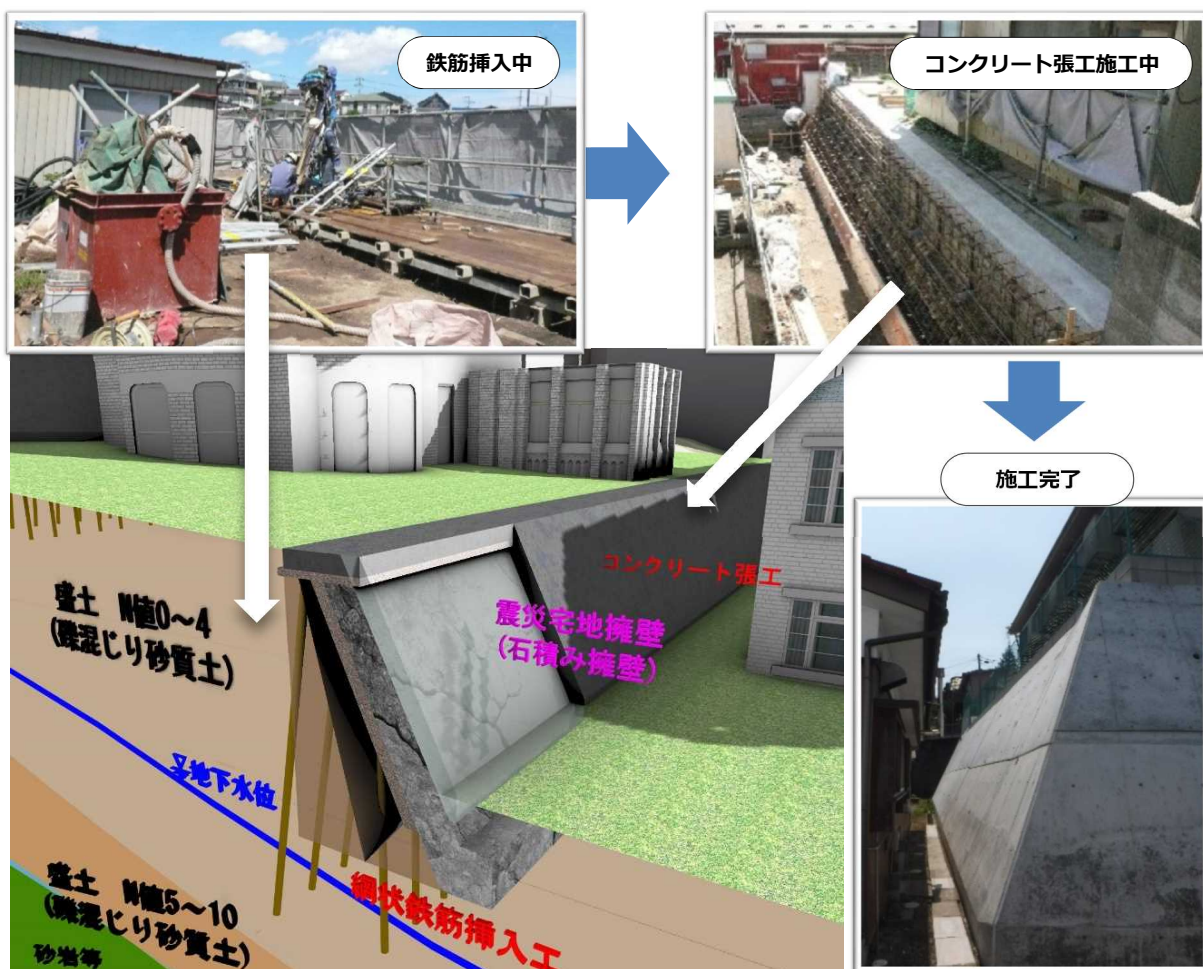 鉄筋挿入中
コンクリート張工施工中
施工完了
コンクリート張工
震災宅地擁壁
(石積み擁壁)
盛土 N値0～4
(礫混じり砂質土)
地下水位
網状鉄筋挿入工
盛土 N値5～10
(礫混じり砂質土)
砂岩等